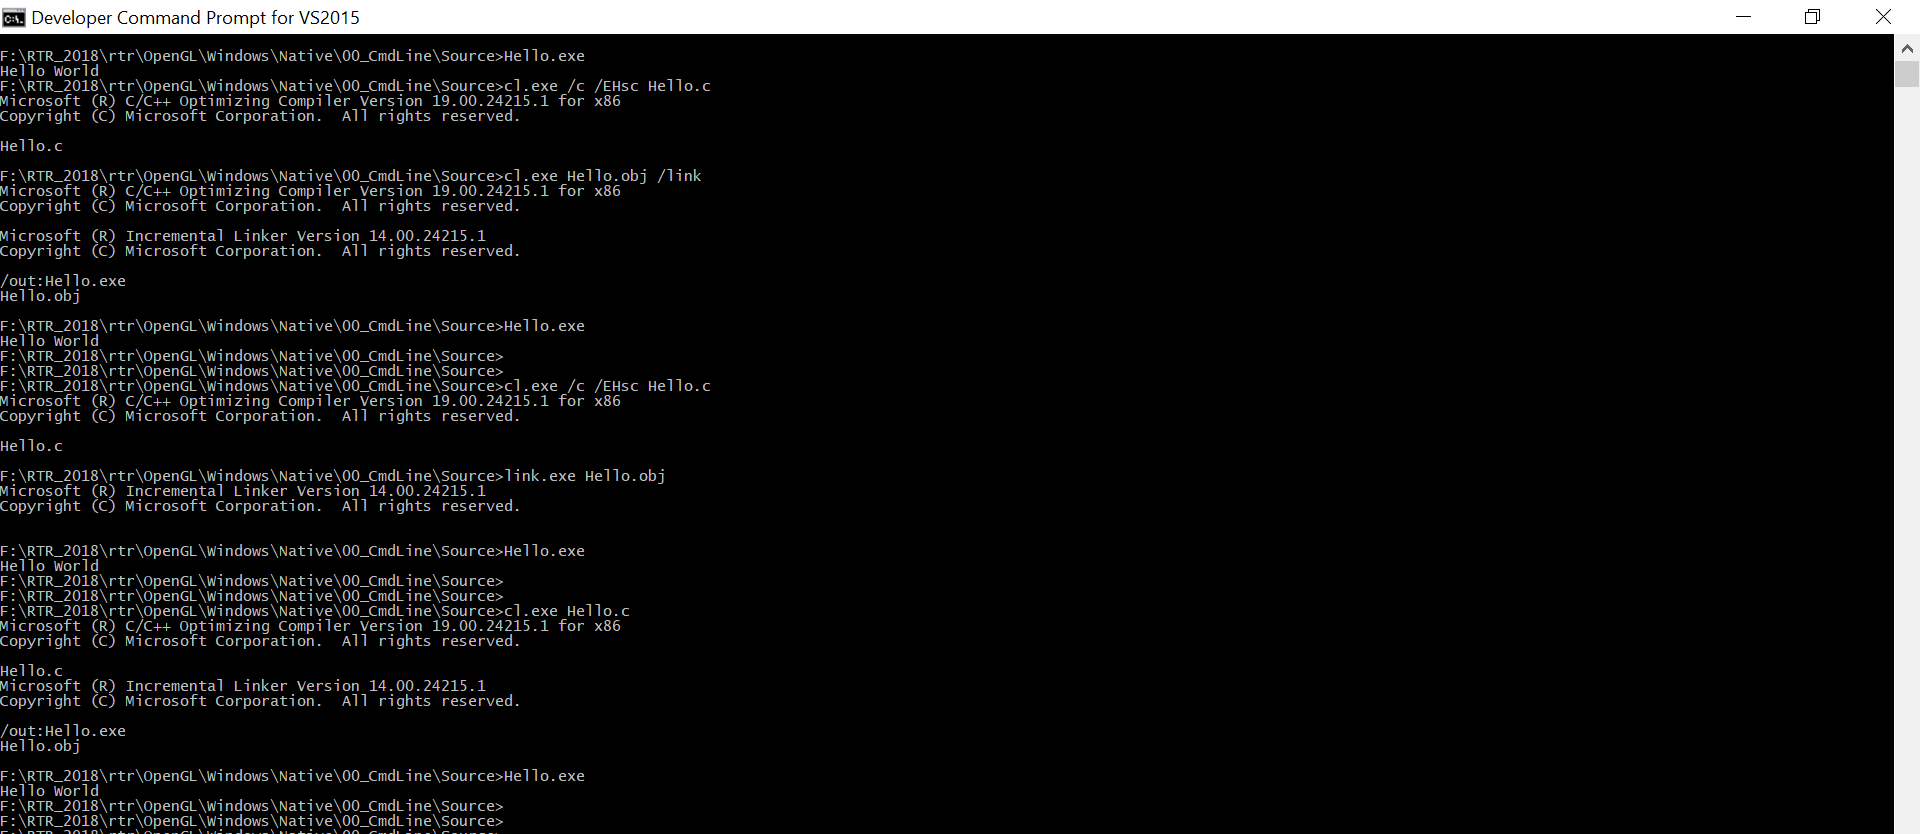 Developer Command Prompt for VS2015
F:\RTR_2018\rtr\OpenGL\Windows\Native\00_CmdLine\Source>Hello.exe
Hello World
F:\RTR_2018\rtr\OpenGL\Windows\Native\00_CmdLine\Source>cl.exe /c /EHsc Hello.c
Microsoft (R) C/C++ Optimizing Compiler Version 19.00.24215.1 for x86
Copyright (C) Microsoft Corporation.  All rights reserved.
Hello.c
F:\RTR_2018\rtr\OpenGL\Windows\Native\00_CmdLine\Source>cl.exe Hello.obj /link
Microsoft (R) C/C++ Optimizing Compiler Version 19.00.24215.1 for x86
Copyright (C) Microsoft Corporation.  All rights reserved.
Microsoft (R) Incremental Linker Version 14.00.24215.1
Copyright (C) Microsoft Corporation.  All rights reserved.
/out:Hello.exe
Hello.obj
F:\RTR_2018\rtr\OpenGL\Windows\Native\00_CmdLine\Source>Hello.exe
Hello World
F:\RTR_2018\rtr\OpenGL\Windows\Native\00_CmdLine\Source>
F:\RTR_2018\rtr\OpenGL\Windows\Native\00_CmdLine\Source>
F:\RTR_2018\rtr\OpenGL\Windows\Native\00_CmdLine\Source>cl.exe /c /EHsc Hello.c
Microsoft (R) C/C++ Optimizing Compiler Version 19.00.24215.1 for x86
Copyright (C) Microsoft Corporation.  All rights reserved.
Hello.c
F:\RTR_2018\rtr\OpenGL\Windows\Native\00_CmdLine\Source>link.exe Hello.obj
Microsoft (R) Incremental Linker Version 14.00.24215.1
Copyright (C) Microsoft Corporation.  All rights reserved.
F:\RTR_2018\rtr\OpenGL\Windows\Native\00_CmdLine\Source>Hello.exe
Hello World
F:\RTR_2018\rtr\OpenGL\Windows\Native\00_CmdLine\Source>
F:\RTR_2018\rtr\OpenGL\Windows\Native\00_CmdLine\Source>
F:\RTR_2018\rtr\OpenGL\Windows\Native\00_CmdLine\Source>cl.exe Hello.c
Microsoft (R) C/C++ Optimizing Compiler Version 19.00.24215.1 for x86
Copyright (C) Microsoft Corporation.  All rights reserved.
Hello.c
Microsoft (R) Incremental Linker Version 14.00.24215.1
Copyright (C) Microsoft Corporation.  All rights reserved.
/out:Hello.exe
Hello.obj
F:\RTR_2018\rtr\OpenGL\Windows\Native\00_CmdLine\Source>Hello.exe
Hello World
F:\RTR_2018\rtr\OpenGL\Windows\Native\00_CmdLine\Source>
F:\RTR_2018\rtr\OpenGL\Windows\Native\00_CmdLine\Source>